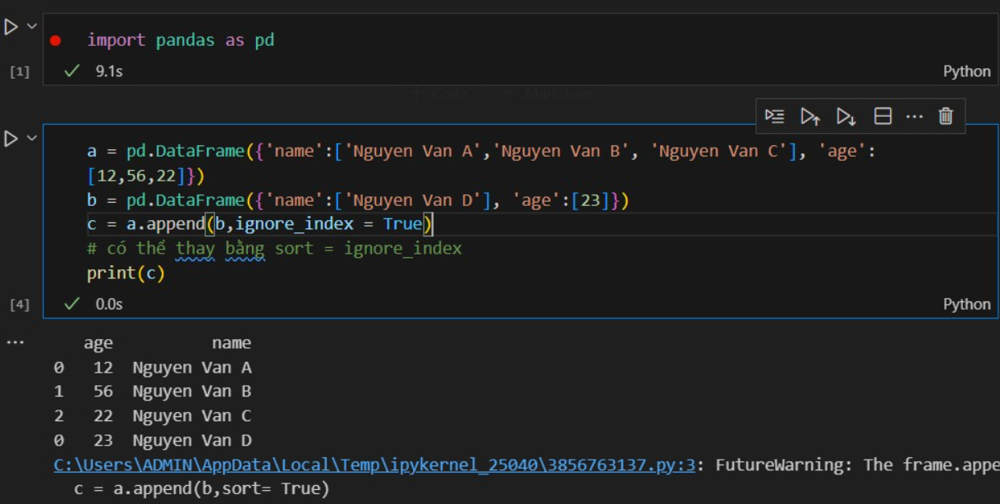 import pandas as pd
[1]
9.1s
Python
+ Code + Markdown
a = pd.DataFrame({'name':['Nguyen Van A','Nguyen Van B', 'Nguyen Van C'], 'age':
[12,56,22]})
b = pd.DataFrame({'name':['Nguyen Van D'], 'age':[23]})
c = a.append(b,ignore_index = True)
# có thể thay bằng sort = ignore_index
print(c)
[4]
0.0s
Python
age name
0 12 Nguyen Van A
1 56 Nguyen Van B
2 22 Nguyen Van C
0 23 Nguyen Van D
C:\Users\ADMIN\AppData\Local\Temp\ipykernel_25040\3856763137.py:3: FutureWarning: The frame.appe
c = a.append(b,sort= True)